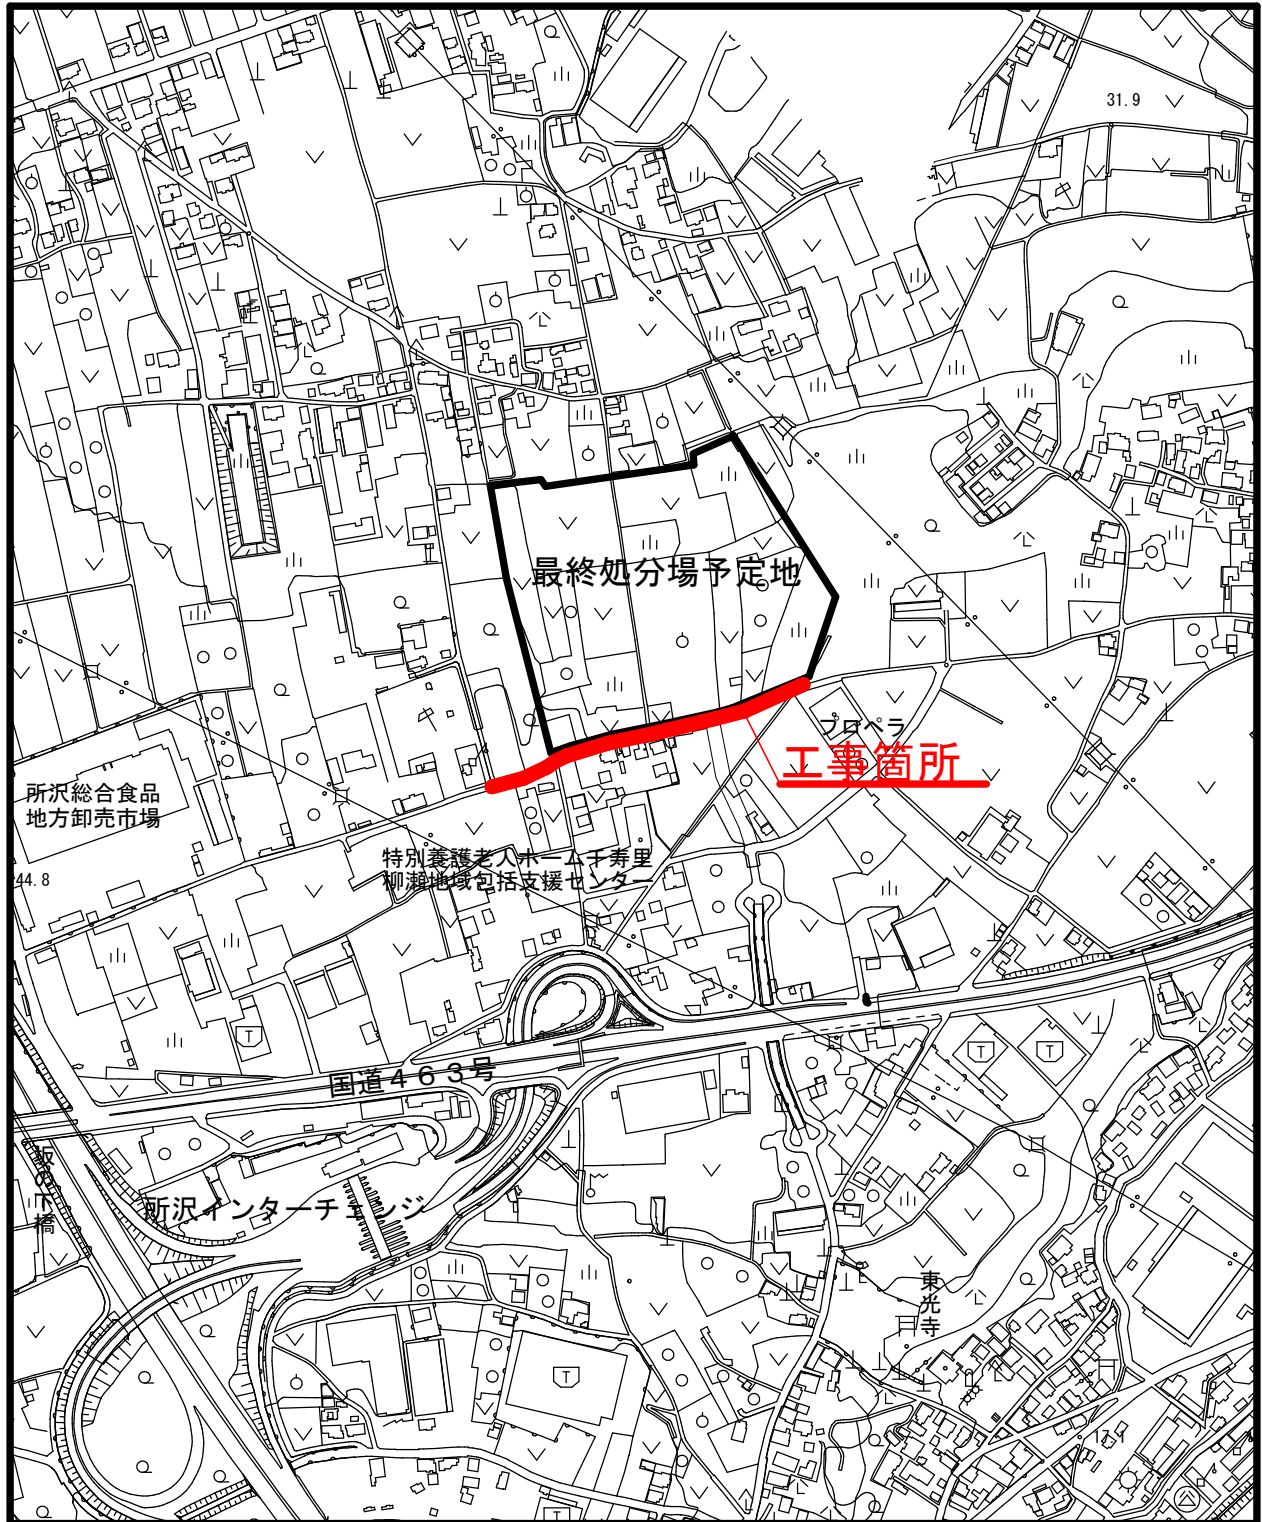 31.9
最終処分場予定地
プロペラ
工事箇所
所沢総合食品
地方卸売市場
44.8
特別養護老人ホーム千寿里
柳瀬地域包括支援センター
国道４６３号
坂の下橋
所沢インターチェンジ
東光寺
17.1
T
T
T
T
T